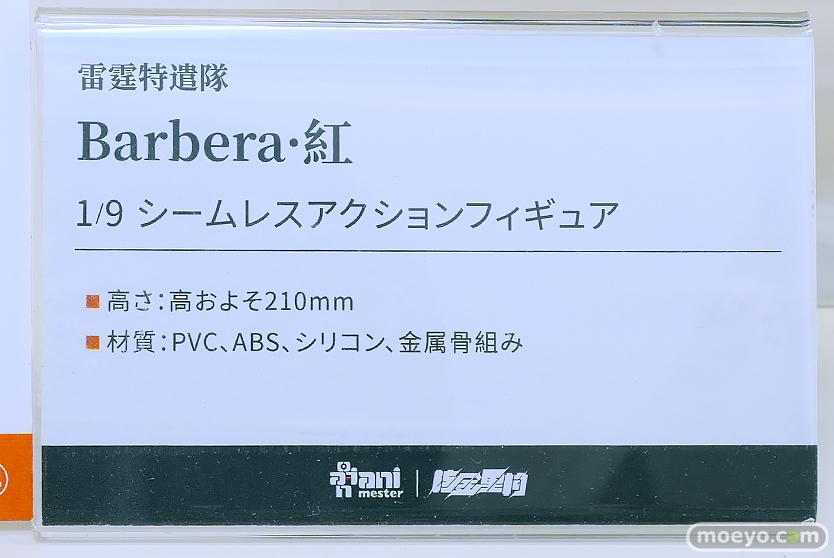 雷霆特遣隊
Barbera·紅
1/9 シームレスアクションフィギュア
高さ：高およそ210mm
材質：PVC、ABS、シリコン、金属骨組み
ani
mester
moeyo.com